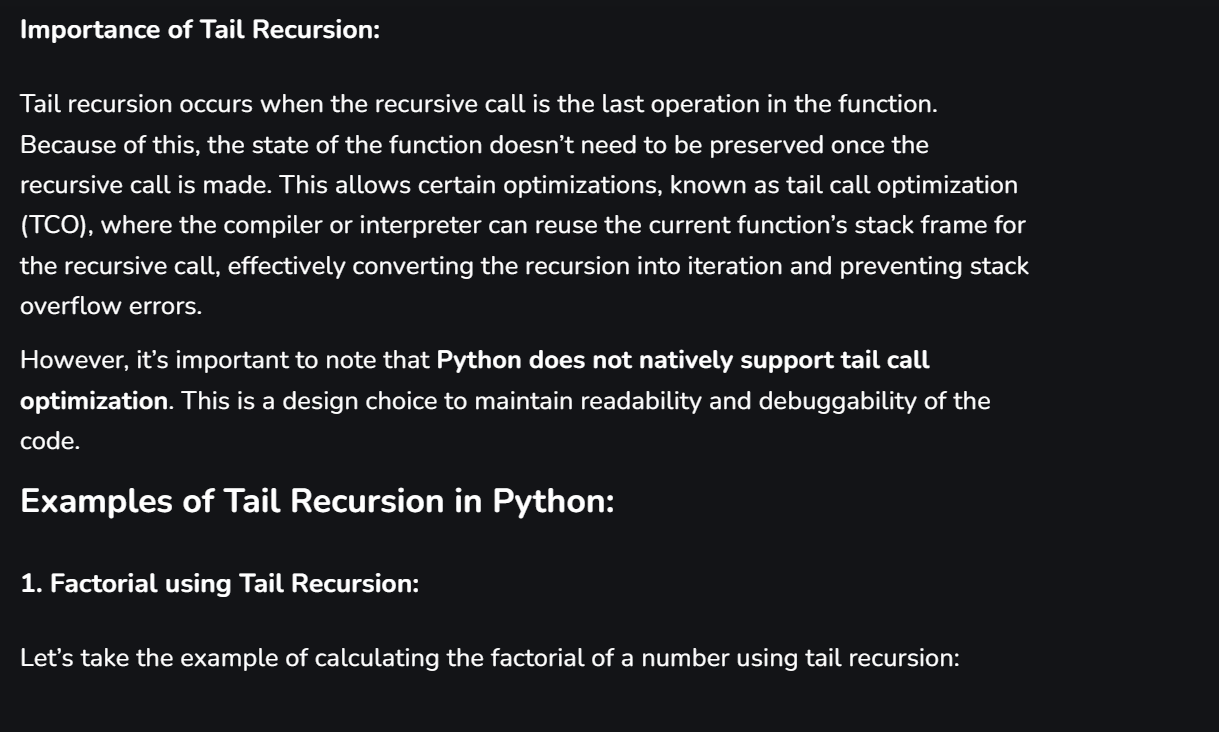 Importance of Tail Recursion:
Tail recursion occurs when the recursive call is the last operation in the function.
Because of this, the state of the function doesn’t need to be preserved once the
recursive call is made. This allows certain optimizations, known as tail call optimization
(TCO), where the compiler or interpreter can reuse the current function’s stack frame for
the recursive call, effectively converting the recursion into iteration and preventing stack
overflow errors.
However, it’s important to note that Python does not natively support tail call
optimization. This is a design choice to maintain readability and debuggability of the
code.
Examples of Tail Recursion in Python:
1. Factorial using Tail Recursion:
Let’s take the example of calculating the factorial of a number using tail recursion: